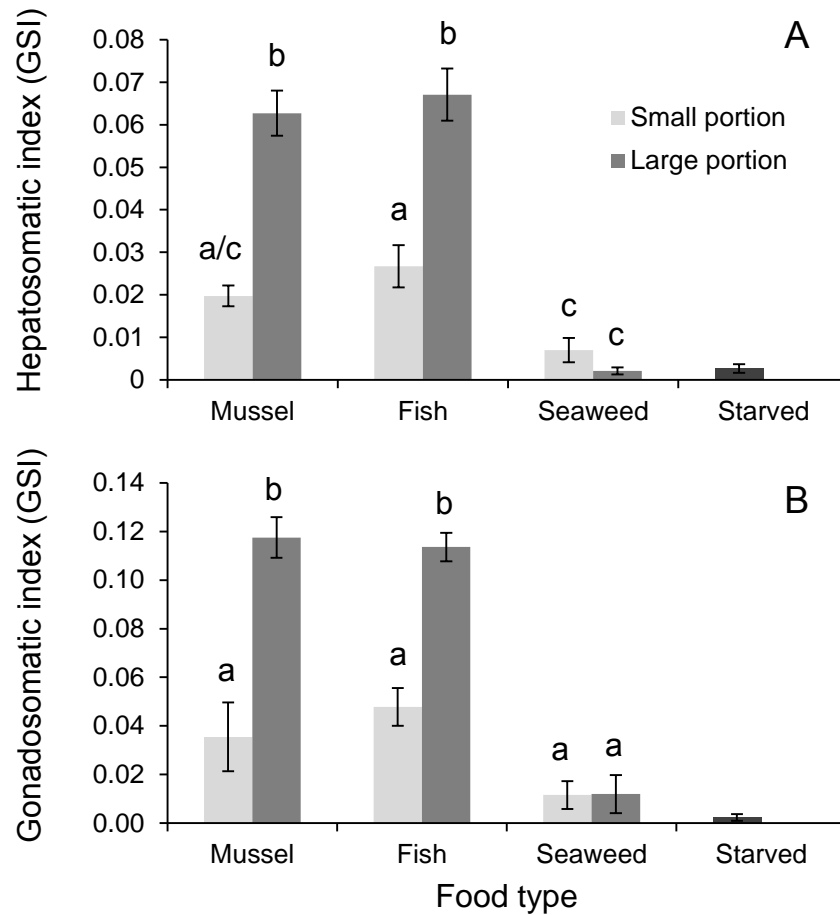 A
Hepatosomatic index (GSI)
0.08
0.07
0.06
0.05
0.04
0.03
0.02
0.01
0
a/c
b
a
b
c
c
Small portion
Large portion
Mussel Fish Seaweed Starved
B
Gonadosomatic index (GSI)
0.14
0.12
0.10
0.08
0.06
0.04
0.02
0.00
a
b
a
b
a
a
Mussel Fish Seaweed Starved
Food type